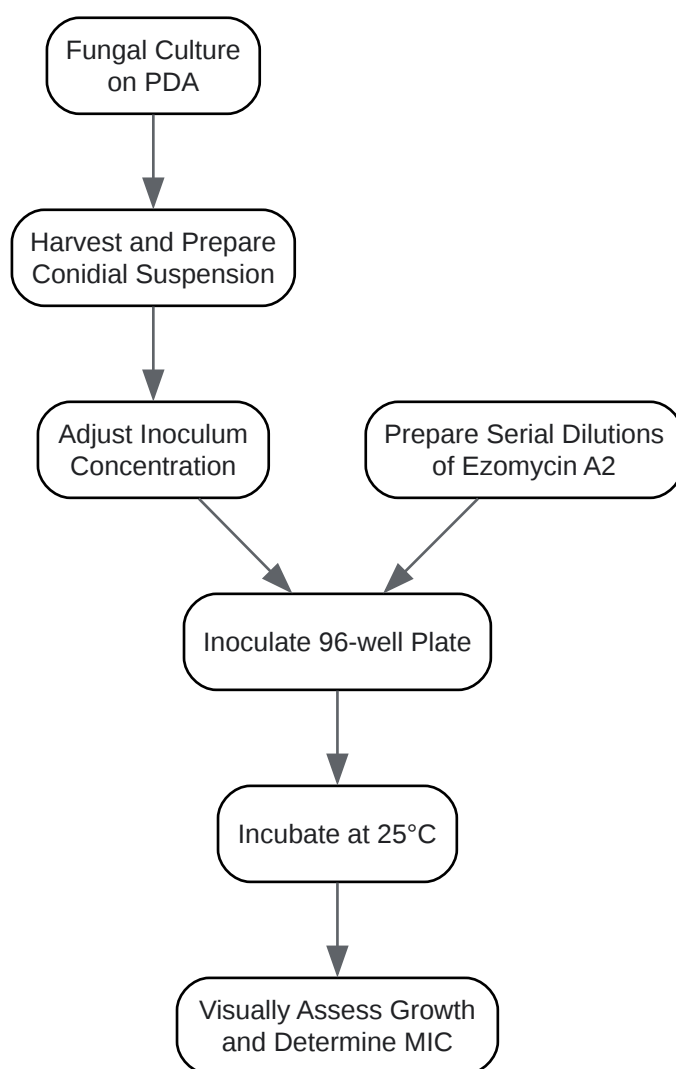 Fungal Culture
on PDA
Harvest and Prepare
Conidial Suspension
Adjust Inoculum
Concentration
Prepare Serial Dilutions
of Ezomycin A2
Inoculate 96-well Plate
Incubate at 25°C
Visually Assess Growth
and Determine MIC